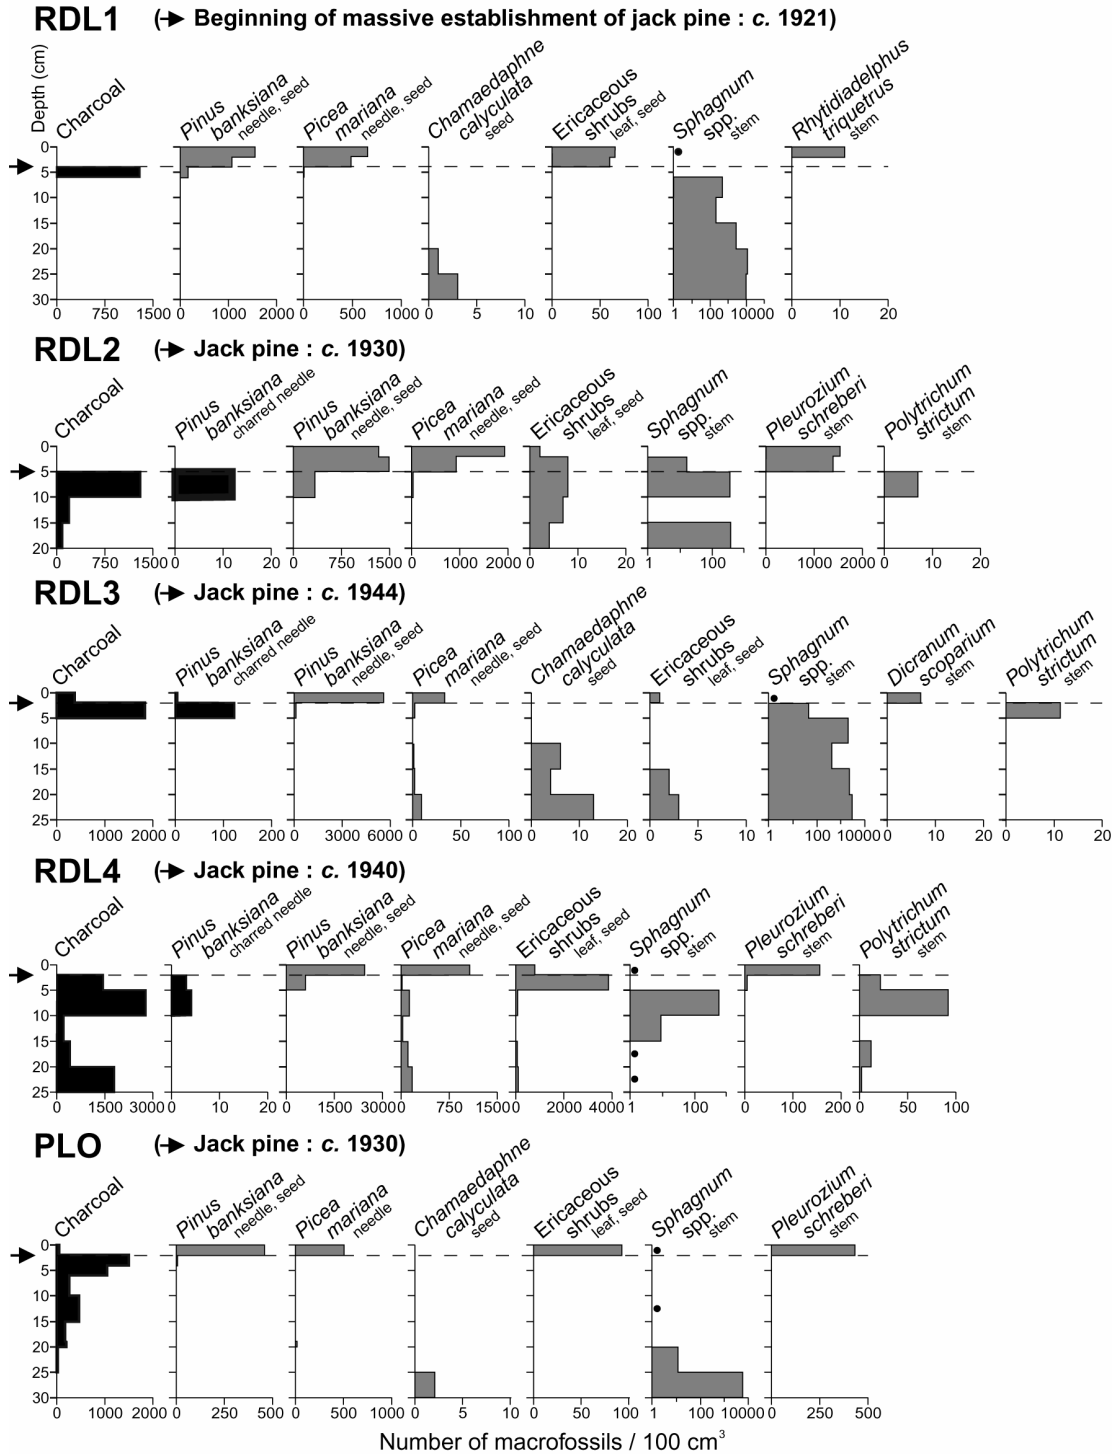 RDL1 (→ Beginning of massive establishment of jack pine : c. 1921)
Depth (cm)
Charcoal
Pinus banksiana needle, seed
Picea mariana needle, seed
Chamaedaphne calyculata seed
Ericaceous shrubs leaf, seed
Sphagnum spp. stem
Rhytidiadelphus triquetrus stem
0
5
10
15
20
25
30
0 750 1500 0 1000 2000 0 500 1000 0 5 10 0 50 100 1 100 10000 0 10 20
RDL2 (→ Jack pine : c. 1930)
Charcoal
Pinus banksiana charred needle
Pinus banksiana needle, seed
Picea mariana needle, seed
Ericaceous shrubs leaf, seed
Sphagnum spp. stem
Pleurozium schreberi stem
Polytrichum strictum stem
0
5
10
15
20
0 750 1500 0 10 20 0 750 1500 0 1000 2000 0 10 20 1 100 0 1000 2000 0 10 20
RDL3 (→ Jack pine : c. 1944)
Charcoal
Pinus banksiana charred needle
Pinus banksiana needle, seed
Picea mariana needle, seed
Chamaedaphne calyculata seed
Ericaceous shrubs leaf, seed
Sphagnum spp. stem
Dicranum scoparium stem
Polytrichum strictum stem
0
5
10
15
20
25
0 1000 2000 0 100 200 0 3000 6000 0 50 100 0 10 20 0 5 10 1 100 10000 0 10 20 0 10 20
RDL4 (→ Jack pine : c. 1940)
Charcoal
Pinus banksiana charred needle
Pinus banksiana needle, seed
Picea mariana needle, seed
Ericaceous shrubs leaf, seed
Sphagnum spp. stem
Pleurozium schreberi stem
Polytrichum strictum stem
0
5
10
15
20
25
0 1500 3000 0 10 20 0 1500 3000 0 750 1500 0 2000 4000 1 100 0 100 200 0 50 100
PLO (→ Jack pine : c. 1930)
Charcoal
Pinus banksiana needle, seed
Picea mariana needle
Chamaedaphne calyculata seed
Ericaceous shrubs leaf, seed
Sphagnum spp. stem
Pleurozium schreberi stem
0
5
10
15
20
25
30
0 1000 2000 0 250 500 0 500 1000 0 5 10 0 50 100 1 100 10000 0 250 500
Number of macrofossils / 100 cm³